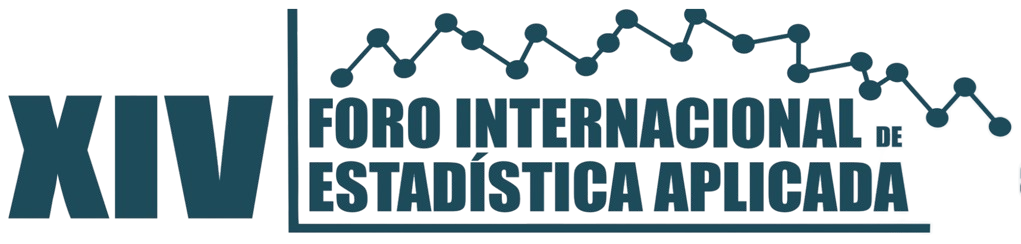 XIV
FORO INTERNACIONAL DE
ESTADÍSTICA APLICADA